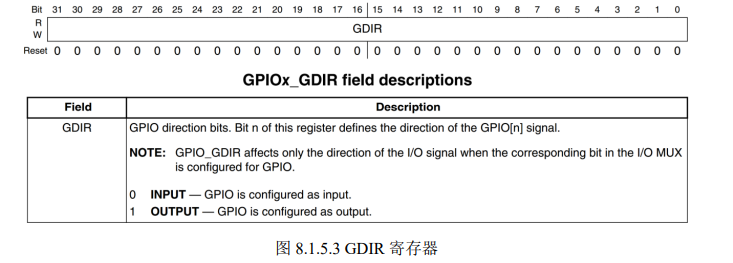 Bit 31 30 29 28 27 26 25 24 23 22 21 20 19 18 17 16 15 14 13 12 11 10 9 8 7 6 5 4 3 2 1 0
R
GDIR
W
Reset 0 0 0 0 0 0 0 0 0 0 0 0 0 0 0 0 0 0 0 0 0 0 0 0 0 0 0 0 0 0 0 0
GPIOx_GDIR field descriptions
Field Description
GDIR GPIO direction bits. Bit n of this register defines the direction of the GPIO[n] signal.
NOTE: GPIO_GDIR affects only the direction of the I/O signal when the corresponding bit in the I/O MUX
is configured for GPIO.
0 INPUT — GPIO is configured as input.
1 OUTPUT — GPIO is configured as output.
图 8.1.5.3 GDIR 寄存器